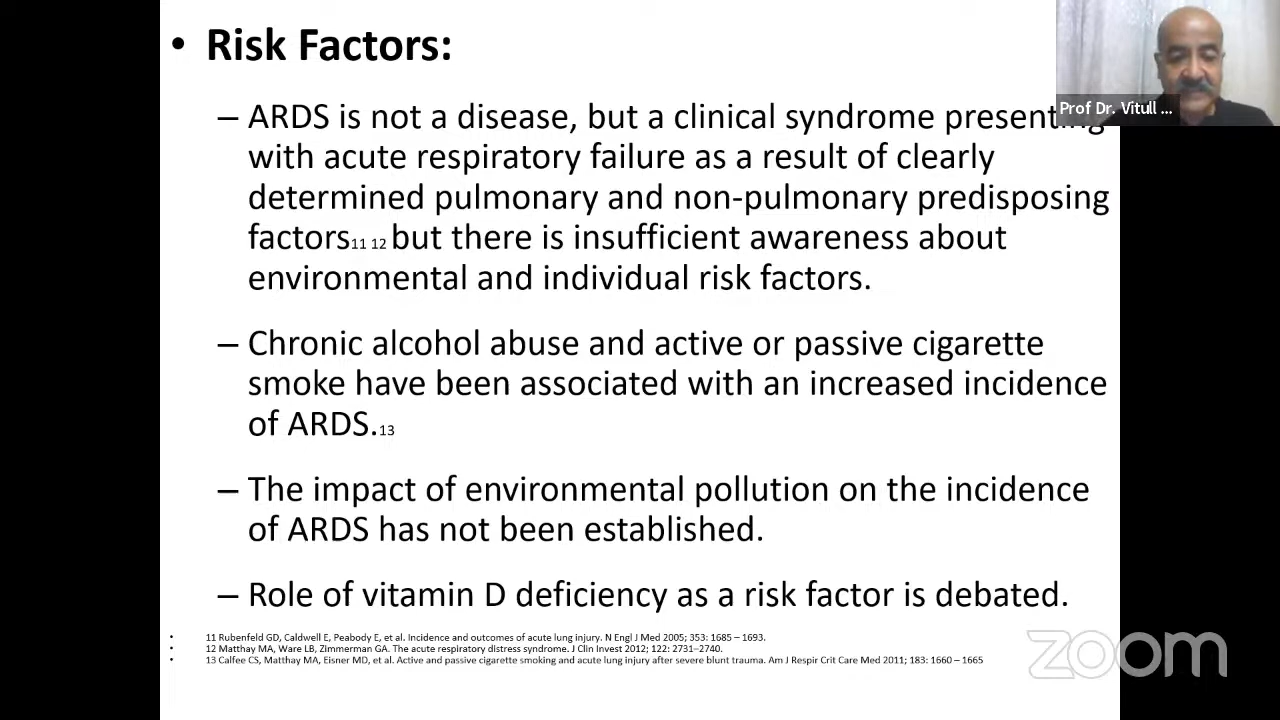 • Risk Factors:
– ARDS is not a disease, but a clinical syndrome presenting
with acute respiratory failure as a result of clearly
determined pulmonary and non-pulmonary predisposing
factors11 12 but there is insufficient awareness about
environmental and individual risk factors.
– Chronic alcohol abuse and active or passive cigarette
smoke have been associated with an increased incidence
of ARDS.13
– The impact of environmental pollution on the incidence
of ARDS has not been established.
– Role of vitamin D deficiency as a risk factor is debated.
• 11 Rubenfeld GD, Caldwell E, Peabody E, et al. Incidence and outcomes of acute lung injury. N Engl J Med 2005; 353: 1685 – 1693.
• 12 Matthay MA, Ware LB, Zimmerman GA. The acute respiratory distress syndrome. J Clin Invest 2012; 122: 2731–2740.
• 13 Calfee CS, Matthay MA, Eisner MD, et al. Active and passive cigarette smoking and acute lung injury after severe blunt trauma. Am J Respir Crit Care Med 2011; 183: 1660 – 1665
Prof Dr. Vitull ...
zoom